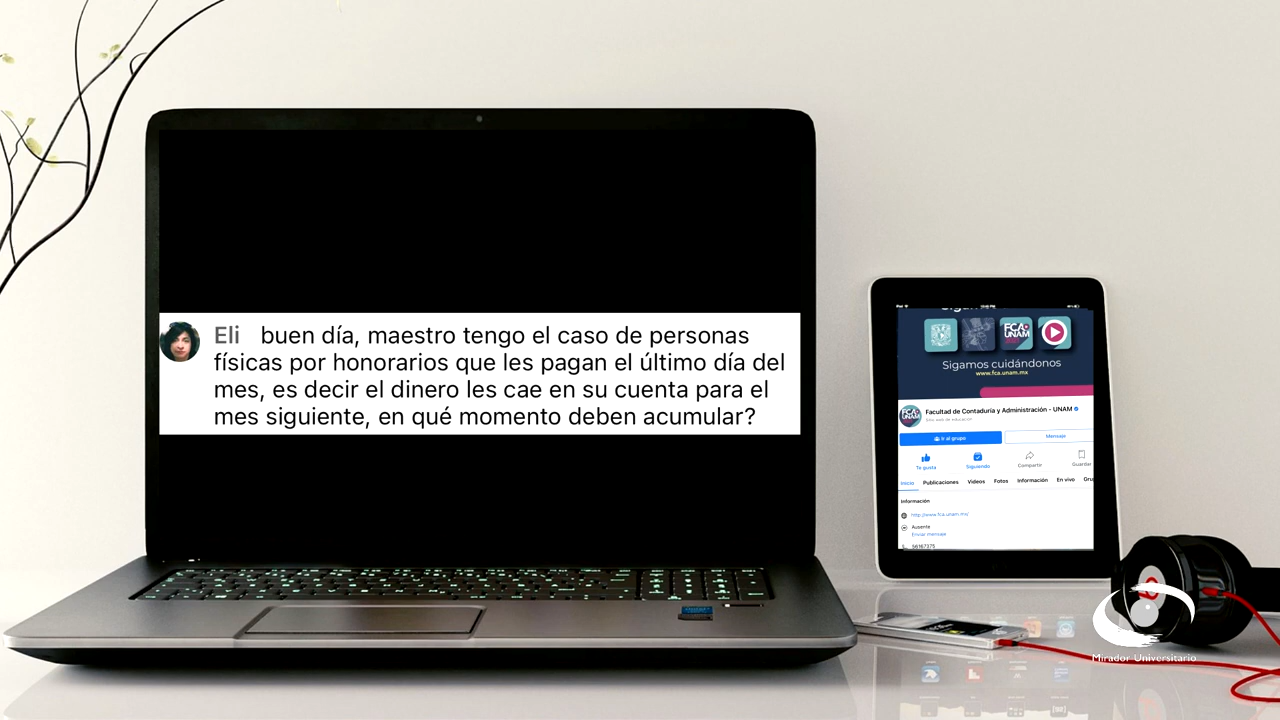 Eli buen día, maestro tengo el caso de personas
físicas por honorarios que les pagan el último día del
mes, es decir el dinero les cae en su cuenta para el
mes siguiente, en qué momento deben acumular?
FCA
UNAM
Sigamos cuidándonos
www.fca.unam.mx
Facultad de Contaduría y Administración - UNAM
Ir al grupo
Mensaje
Te gusta
Siguiendo
Compartir
Guardar
Inicio Publicaciones Videos Fotos Información En vivo Gru
Información
http://www.fca.unam.mx/
Ausente
Enviar mensaje
56167375
Mirador Universitario